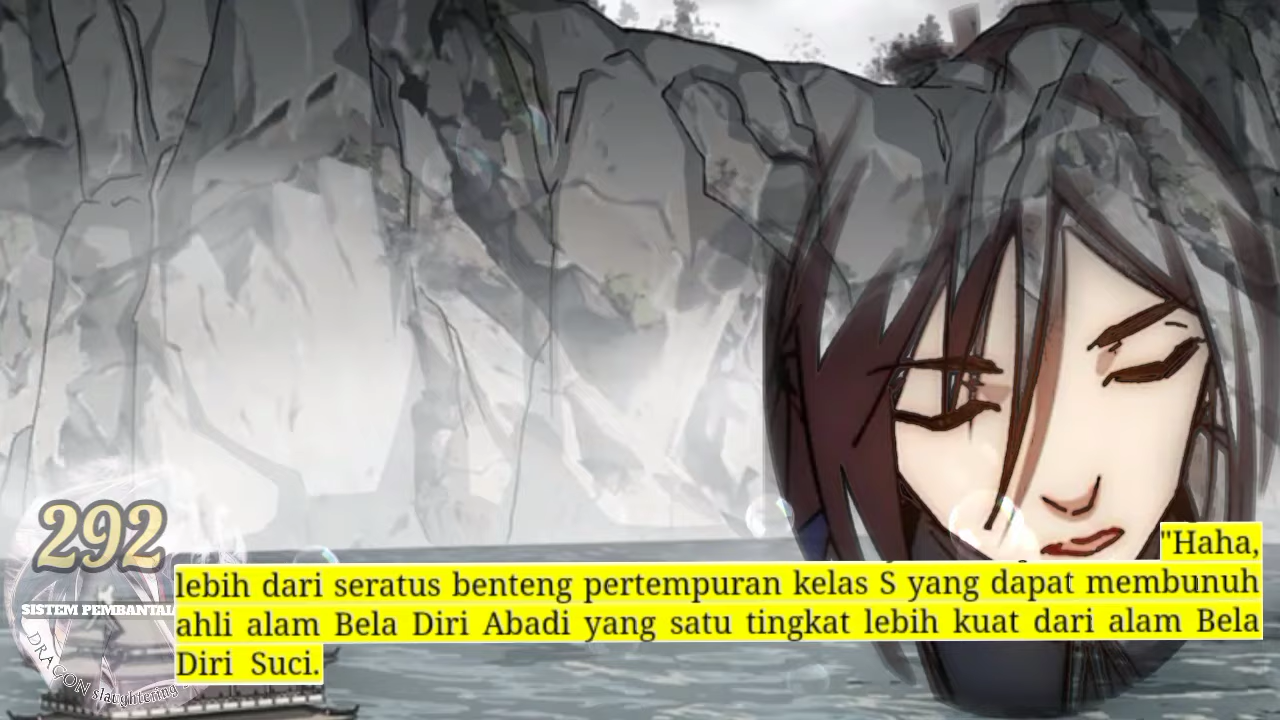 292
SISTEM PEMBANTAI
DRAGON slaughtering
"Haha,
lebih dari seratus benteng pertempuran kelas S yang dapat membunuh
ahli alam Bela Diri Abadi yang satu tingkat lebih kuat dari alam Bela
Diri Suci.